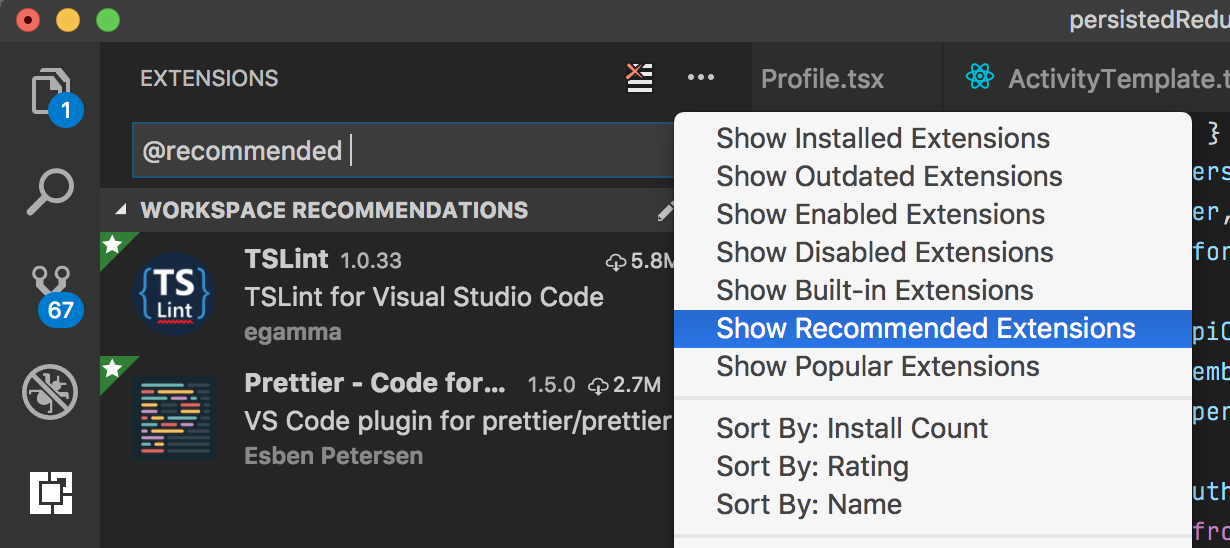 persistedRedu
EXTENSIONS
Profile.tsx
ActivityTemplate.t
1
@recommended
WORKSPACE RECOMMENDATIONS
TSLint 1.0.33 5.8M
TSLint for Visual Studio Code
egamma
TS
Lint
67
Prettier - Code for... 1.5.0 2.7M
VS Code plugin for prettier/prettier
Esben Petersen
Show Installed Extensions
Show Outdated Extensions
Show Enabled Extensions
Show Disabled Extensions
Show Built-in Extensions
Show Recommended Extensions
Show Popular Extensions
Sort By: Install Count
Sort By: Rating
Sort By: Name
}
ers
er,
for
piC
emb
per
uth
fro